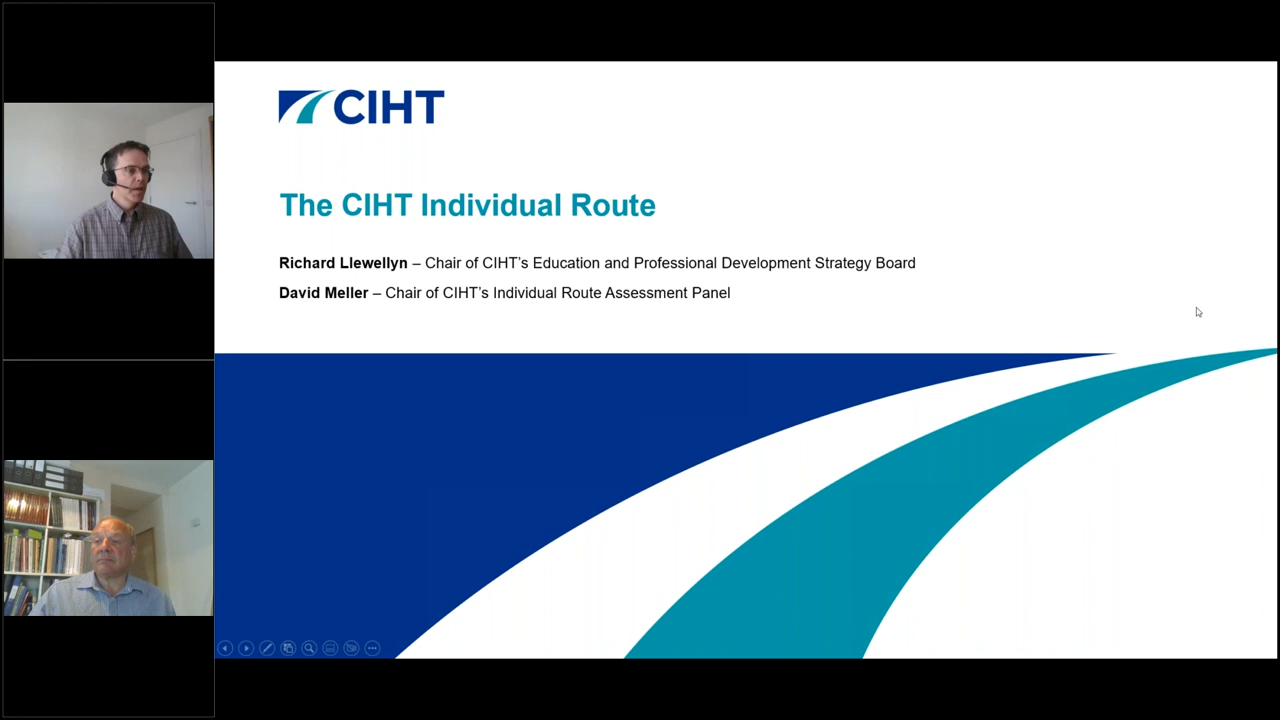 CIHT
The CIHT Individual Route
Richard Llewellyn – Chair of CIHT’s Education and Professional Development Strategy Board
David Meller – Chair of CIHT’s Individual Route Assessment Panel